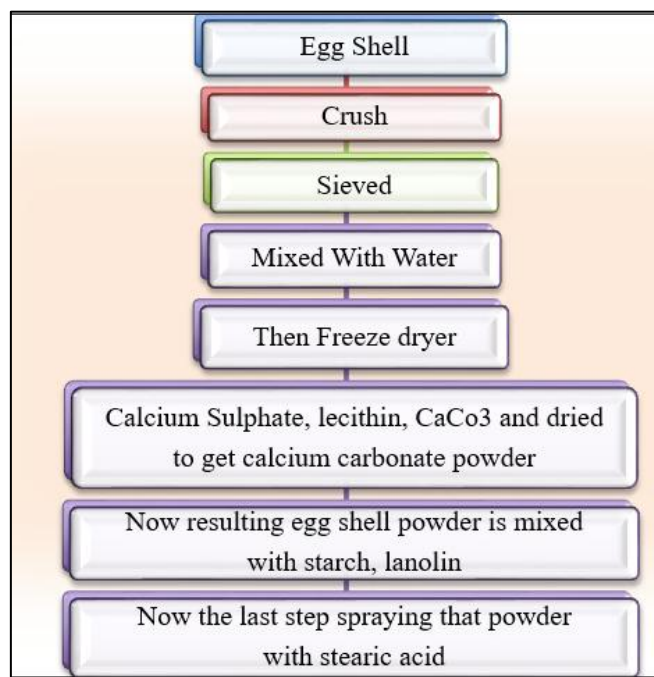 Egg Shell
Crush
Sieved
Mixed With Water
Then Freeze dryer
Calcium Sulphate, lecithin, CaCo3 and dried
to get calcium carbonate powder
Now resulting egg shell powder is mixed
with starch, lanolin
Now the last step spraying that powder
with stearic acid